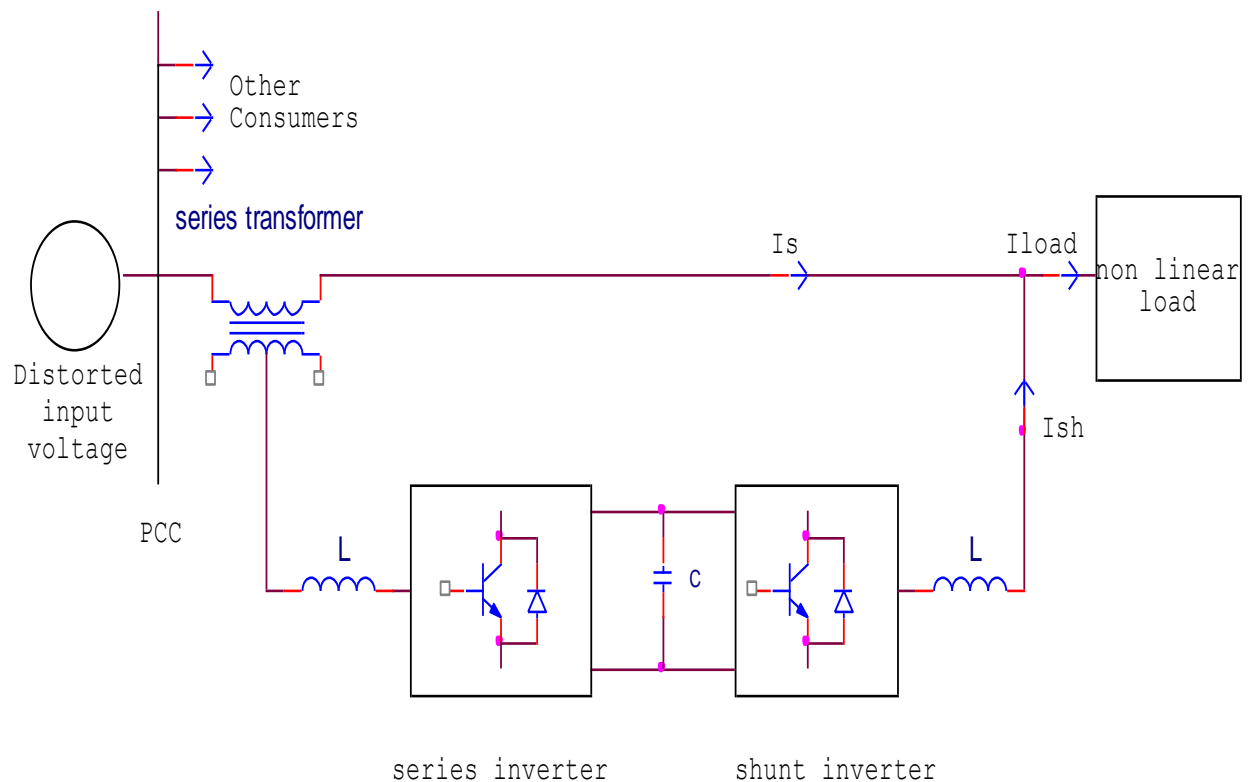 Other
Consumers
series transformer
Is
Iload
non linear
load
Distorted
input
voltage
Ish
PCC
L
C
L
series inverter
shunt inverter